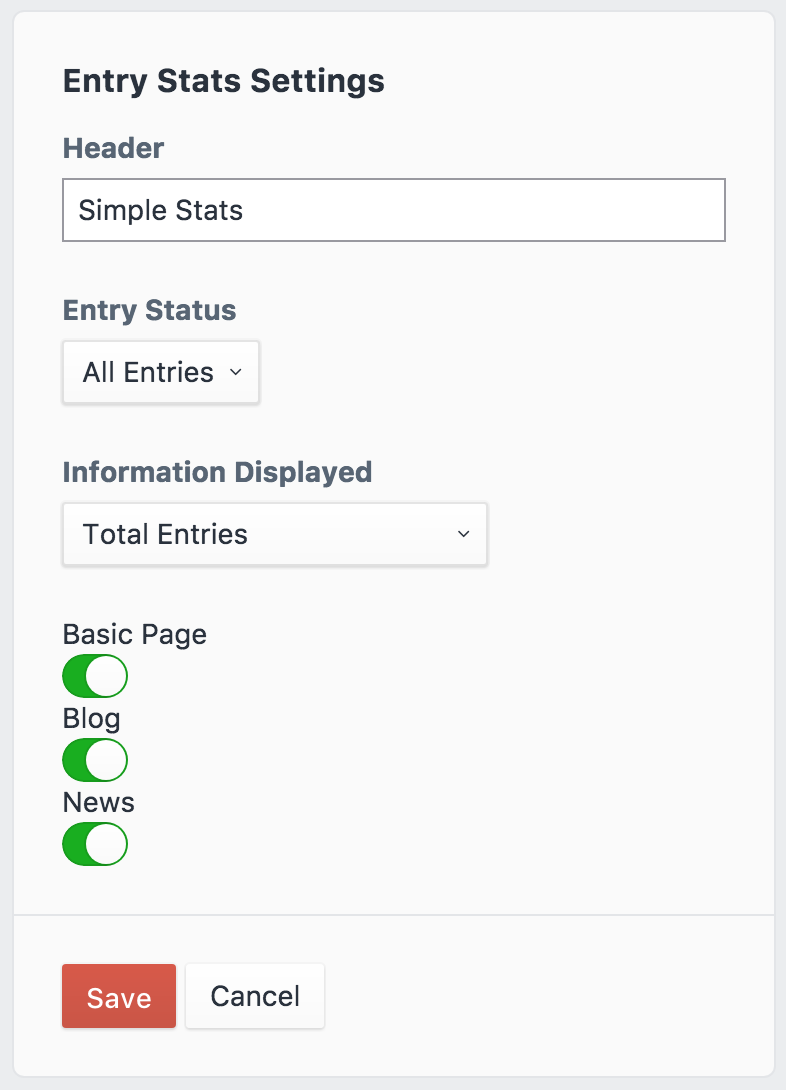 Entry Stats Settings
Header
Simple Stats
Entry Status
All Entries
Information Displayed
Total Entries
Basic Page
Blog
News
Save Cancel